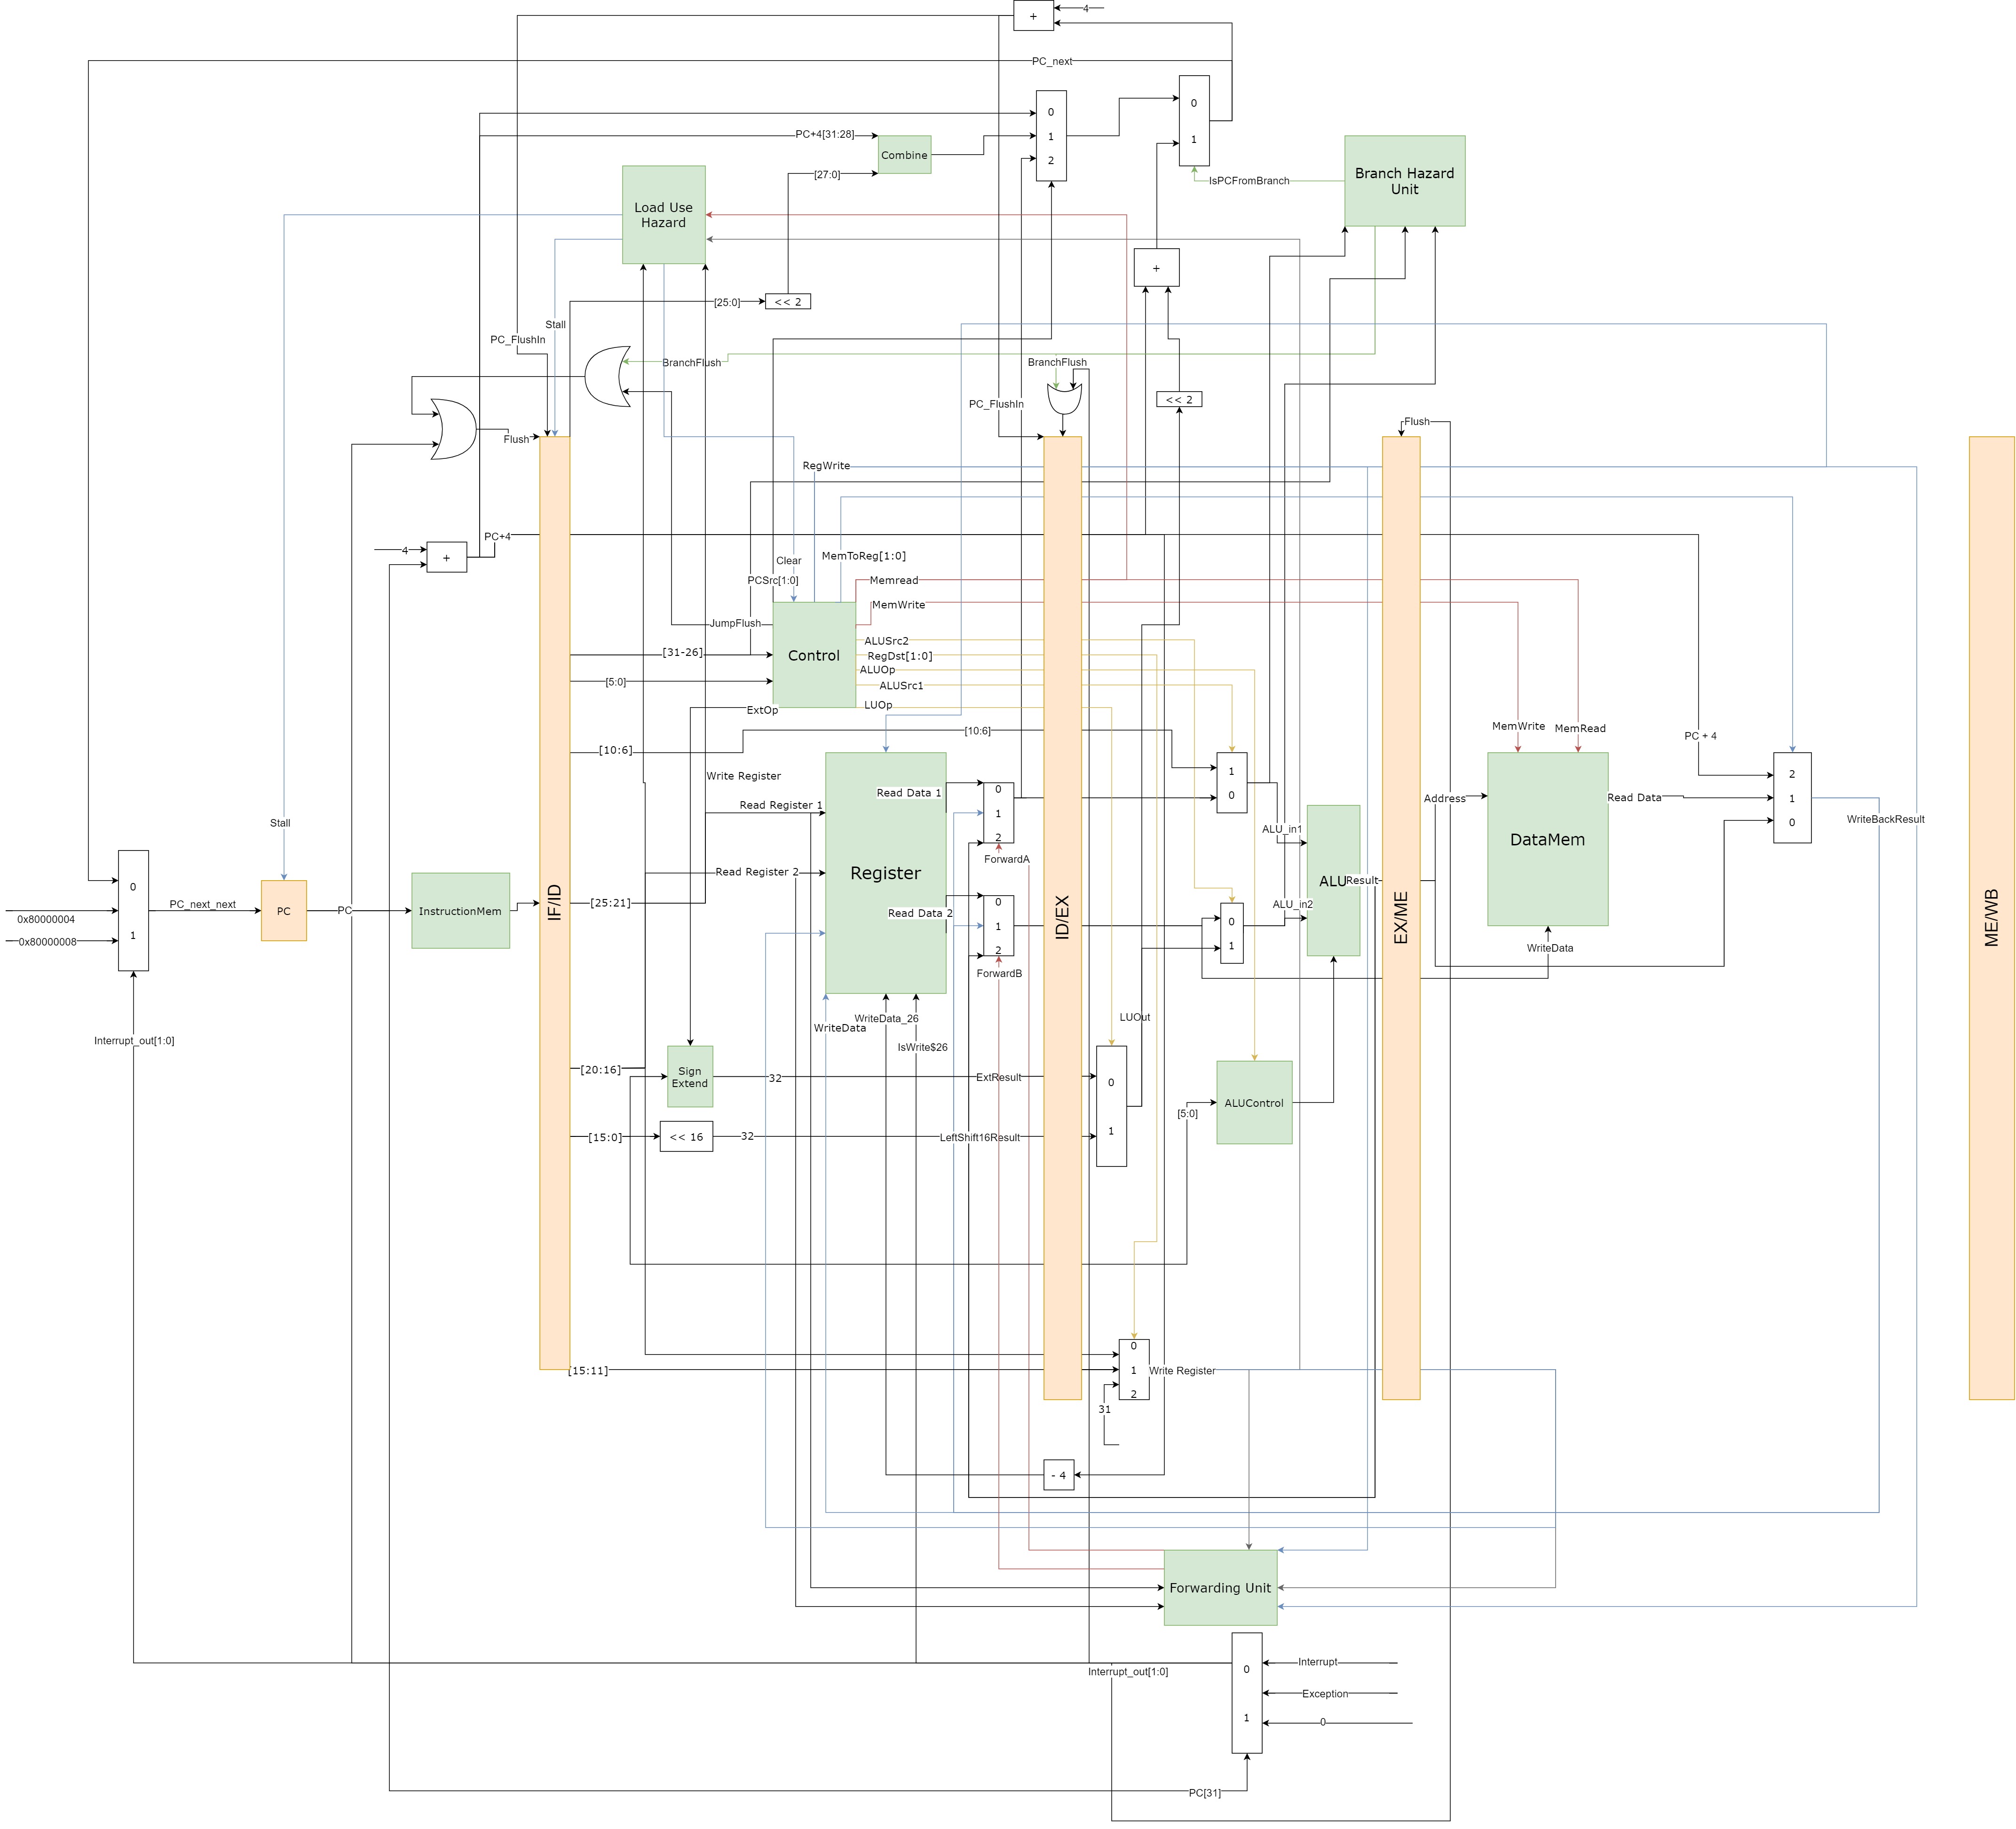 +
4
PC_next
0
1
0
1
2
PC+4[31:28]
Combine
[27:0]
Branch Hazard
Unit
IsPCFromBranch
Load Use
Hazard
+
[25:0]
<< 2
Stall
PC_FlushIn
BranchFlush
BranchFlush
<< 2
PC_FlushIn
Flush
Flush
RegWrite
PC+4
4
+
MemToReg[1:0]
Clear
PCSrc[1:0]
Memread
MemWrite
JumpFlush
ALUSrc2
[31-26]
Control
RegDst[1:0]
ALUOp
[5:0]
ALUSrc1
LUOp
ExtOp
[10:6]
[10:6]
MemWrite
MemRead
PC + 4
Write Register
Read Data 1
0
1
2
1
0
2
1
0
Read Register 1
Address
Read Data
WriteBackResult
Stall
ALU_in1
DataMem
ForwardA
Read Register 2
Register
ALU
Result
0
1
PC_next_next
PC
PC
InstructionMem
IF/ID
[25:21]
0
1
2
Read Data 2
ID/EX
0
1
ALU_in2
EX/ME
ME/WB
0x80000004
0x80000008
WriteData
ForwardB
WriteData_26
WriteData
LUOut
Interrupt_out[1:0]
IsWrite$26
[20:16]
Sign
Extend
32
ExtResult
0
1
ALUControl
[5:0]
[15:0]
<< 16
32
LeftShift16Result
0
1
2
[15:11]
Write Register
31
- 4
Forwarding Unit
Interrupt_out[1:0]
0
1
Interrupt
Exception
0
PC[31]